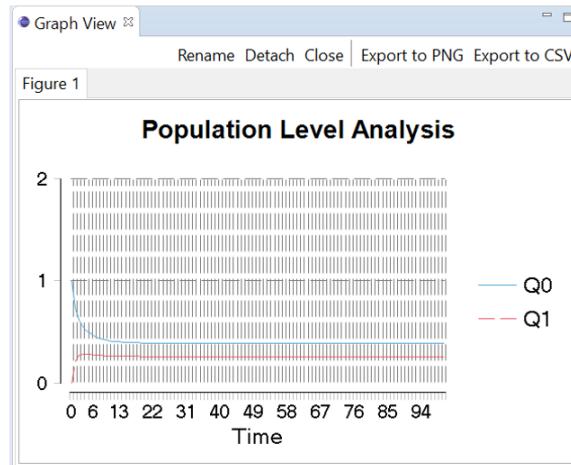 Graph View
Rename Detach Close Export to PNG Export to CSV
Figure 1
Population Level Analysis
2
1
0
0 6 13 22 31 40 49 58 67 76 85 94
Time
Q0
Q1